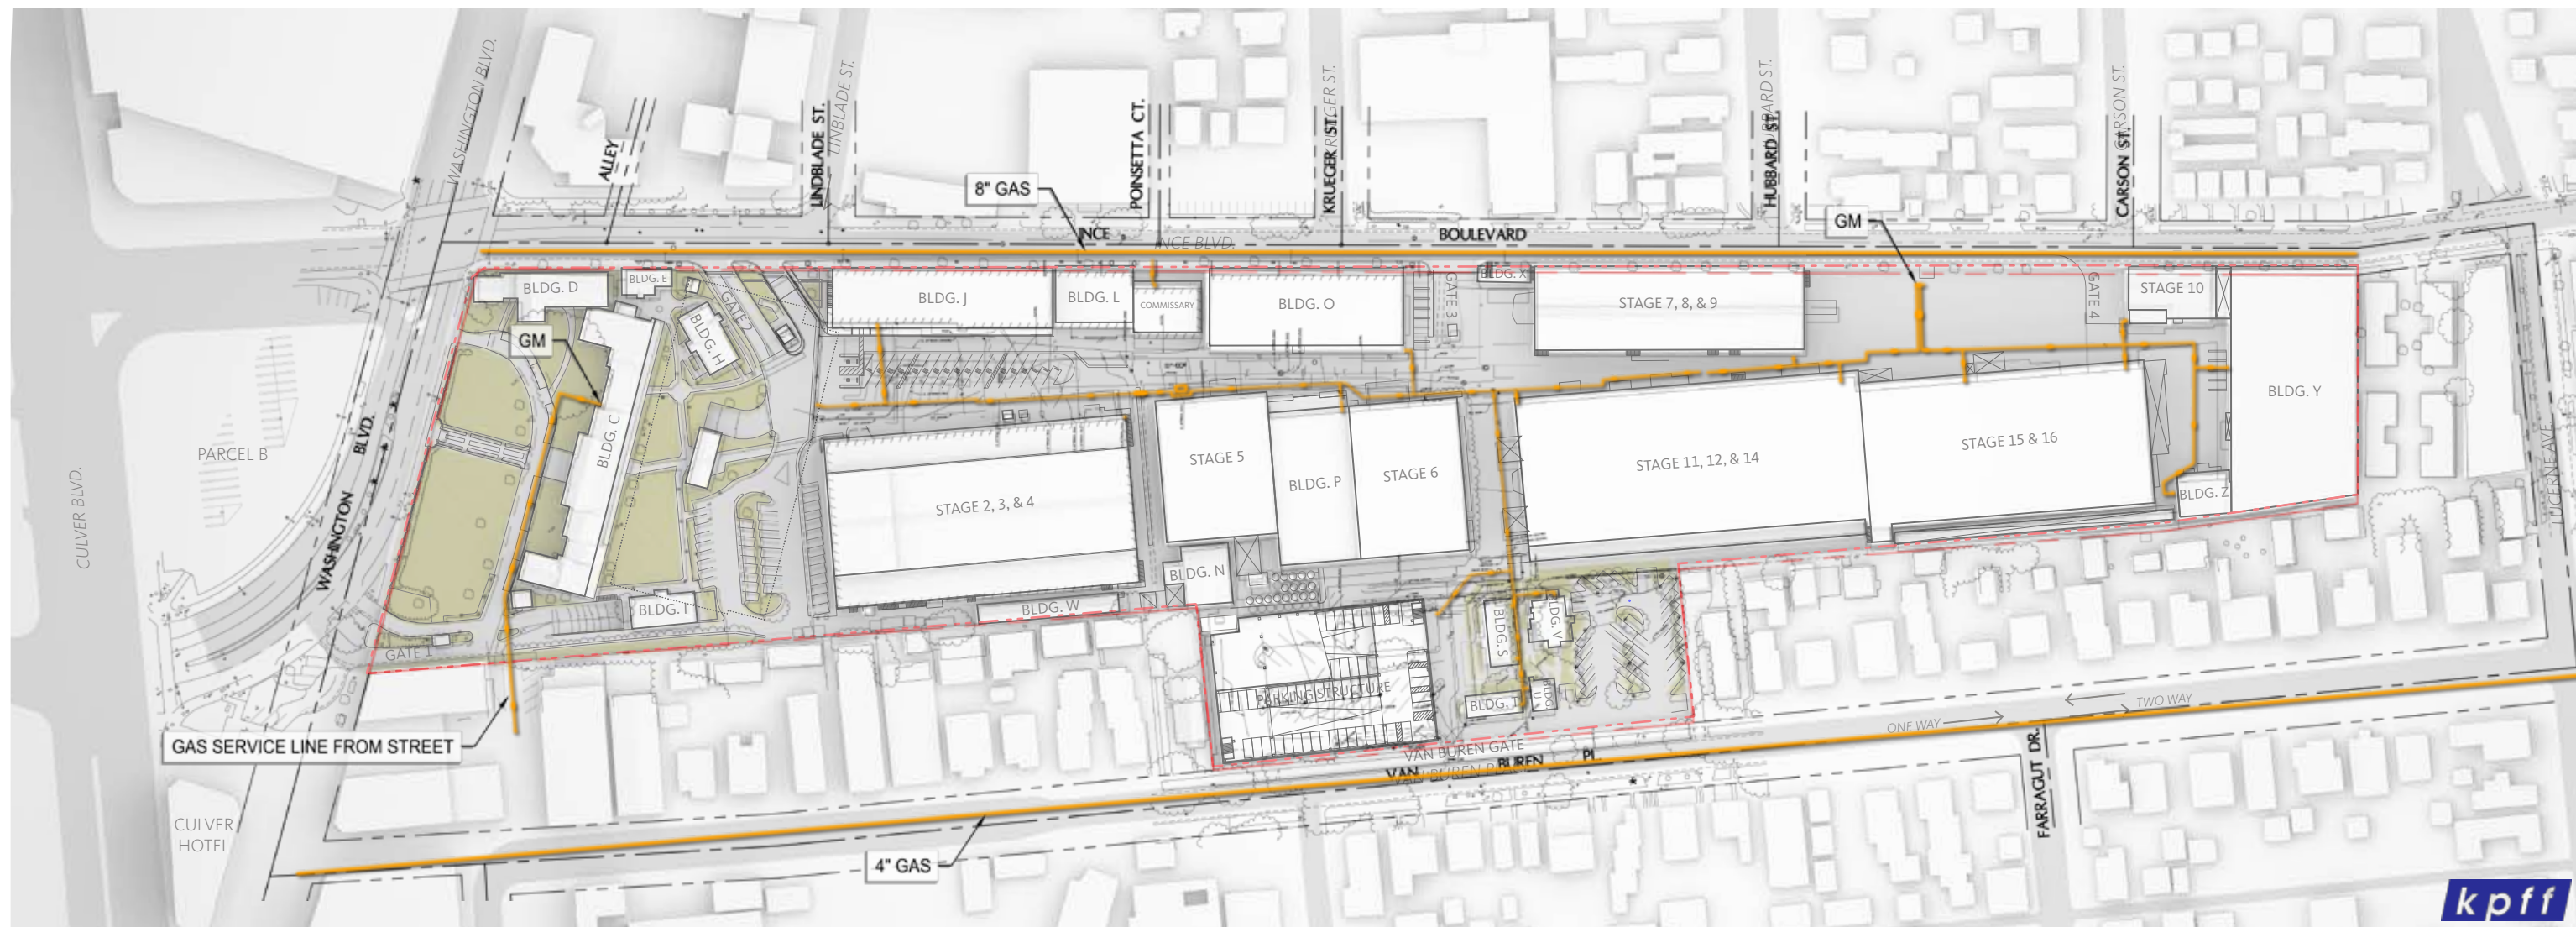 WASHINGTON BLVD.
ALLEY
LINDBLADE ST.
LINBLADE ST.
POINSETTA CT.
KRUEGER ST.
HUBBARD ST.
CARSON ST.
CARSON ST.
8" GAS
GM
INCE
BOULEVARD
INCE BLVD.
BLDG. D
BLDG. E
GATE 2
BLDG. H
BLDG. J
BLDG. L
COMMISSARY
BLDG. O
GATE 3
BLDG. X
STAGE 7, 8, & 9
GATE 4
STAGE 10
BLDG. Y
GM
BLDG. C
PARCEL B
CULVER BLVD.
WASHINGTON BLVD.
STAGE 2, 3, & 4
STAGE 5
BLDG. P
STAGE 6
STAGE 11, 12, & 14
STAGE 15 & 16
BLDG. Z
LUCERNE AVE.
BLDG. N
BLDG. W
BLDG. I
GATE 1
BLDG. S
BLDG. V
BLDG. T
PARKING STRUCTURE
GAS SERVICE LINE FROM STREET
VAN BUREN GATE
VAN BUREN PL.
ONE WAY
TWO WAY
FARRAGUT DR.
CULVER
HOTEL
4" GAS
kpff